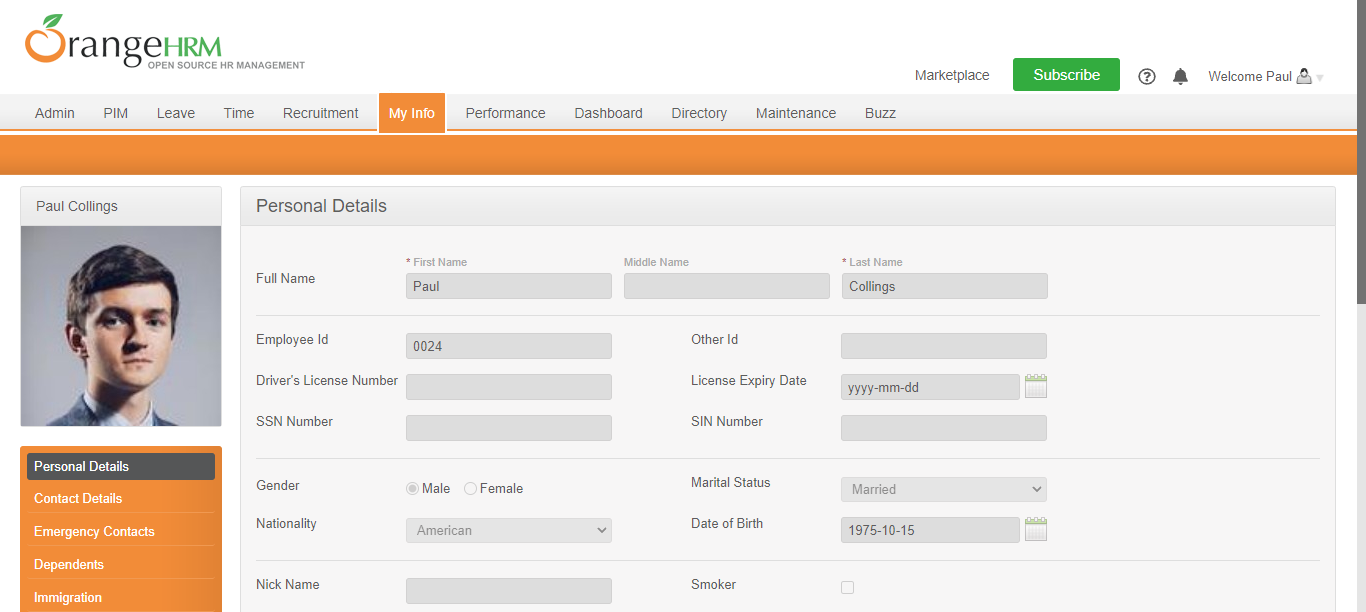 OrangeHRM
OPEN SOURCE HR MANAGEMENT
Marketplace Subscribe ? Welcome Paul
Admin PIM Leave Time Recruitment My Info Performance Dashboard Directory Maintenance Buzz
Paul Collings
Personal Details
Contact Details
Emergency Contacts
Dependents
Immigration
Personal Details
* First Name Middle Name * Last Name
Full Name Paul Collings
Employee Id 0024 Other Id
Driver's License Number License Expiry Date yyyy-mm-dd
SSN Number SIN Number
Gender Male Female Marital Status Married
Nationality American Date of Birth 1975-10-15
Nick Name Smoker